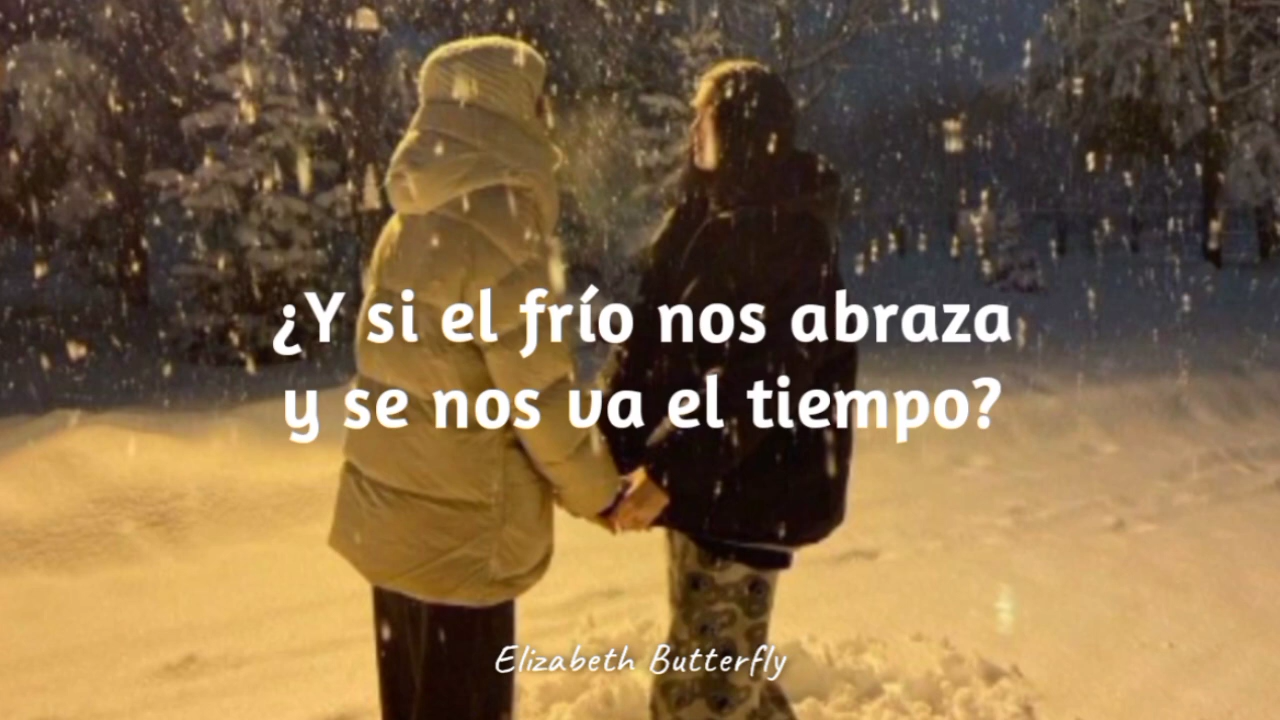 ¿Y si el frío nos abraza
y se nos va el tiempo?
Elizabeth Butterfly